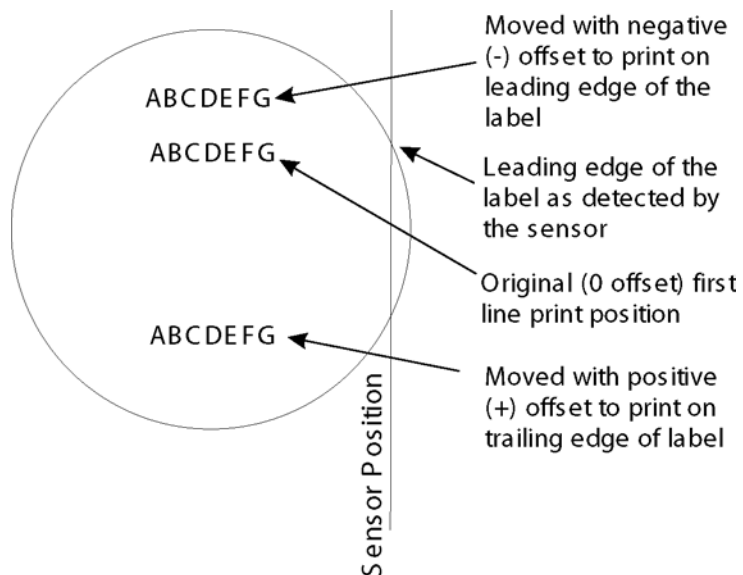 Moved with negative
(-) offset to print on
leading edge of the
label
ABCDEFG
ABCDEFG
Leading edge of the
label as detected by
the sensor
Original (0 offset) first
line print position
ABCDEFG
Moved with positive
(+) offset to print on
trailing edge of label
Sensor Position